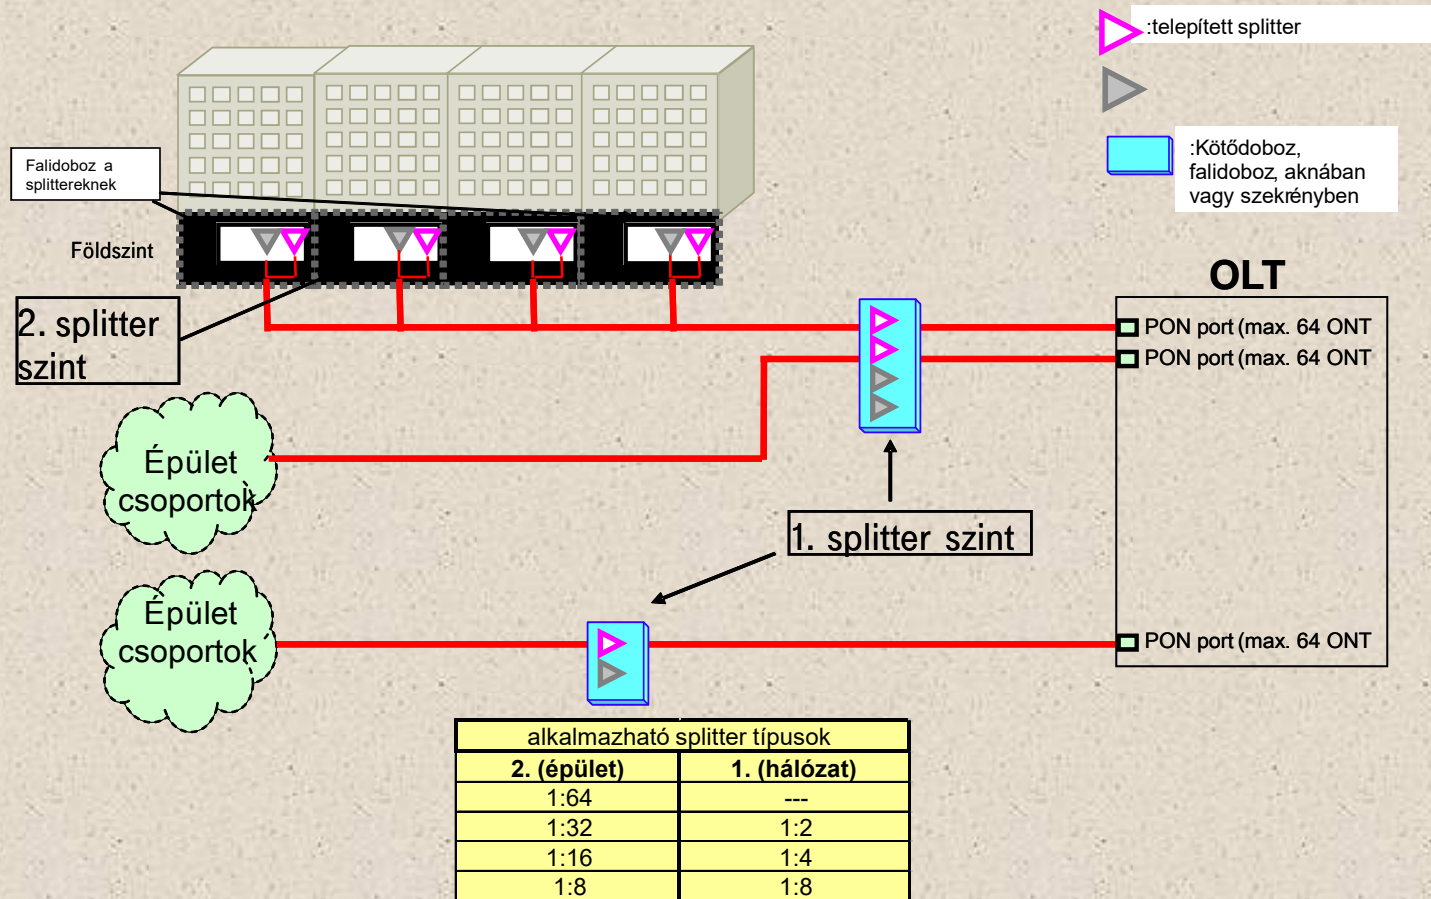 :telepített splitter
:Kötődoboz,
falidoboz, aknában
vagy szekrényben
Falidoboz a
splittereknek
Földszint
2. splitter
szint
OLT
PON port (max. 64 ONT
PON port (max. 64 ONT
Épület
csoportok
1. splitter szint
Épület
csoportok
PON port (max. 64 ONT
alkalmazható splitter típusok
2. (épület) 1. (hálózat)
1:64 ---
1:32 1:2
1:16 1:4
1:8 1:8